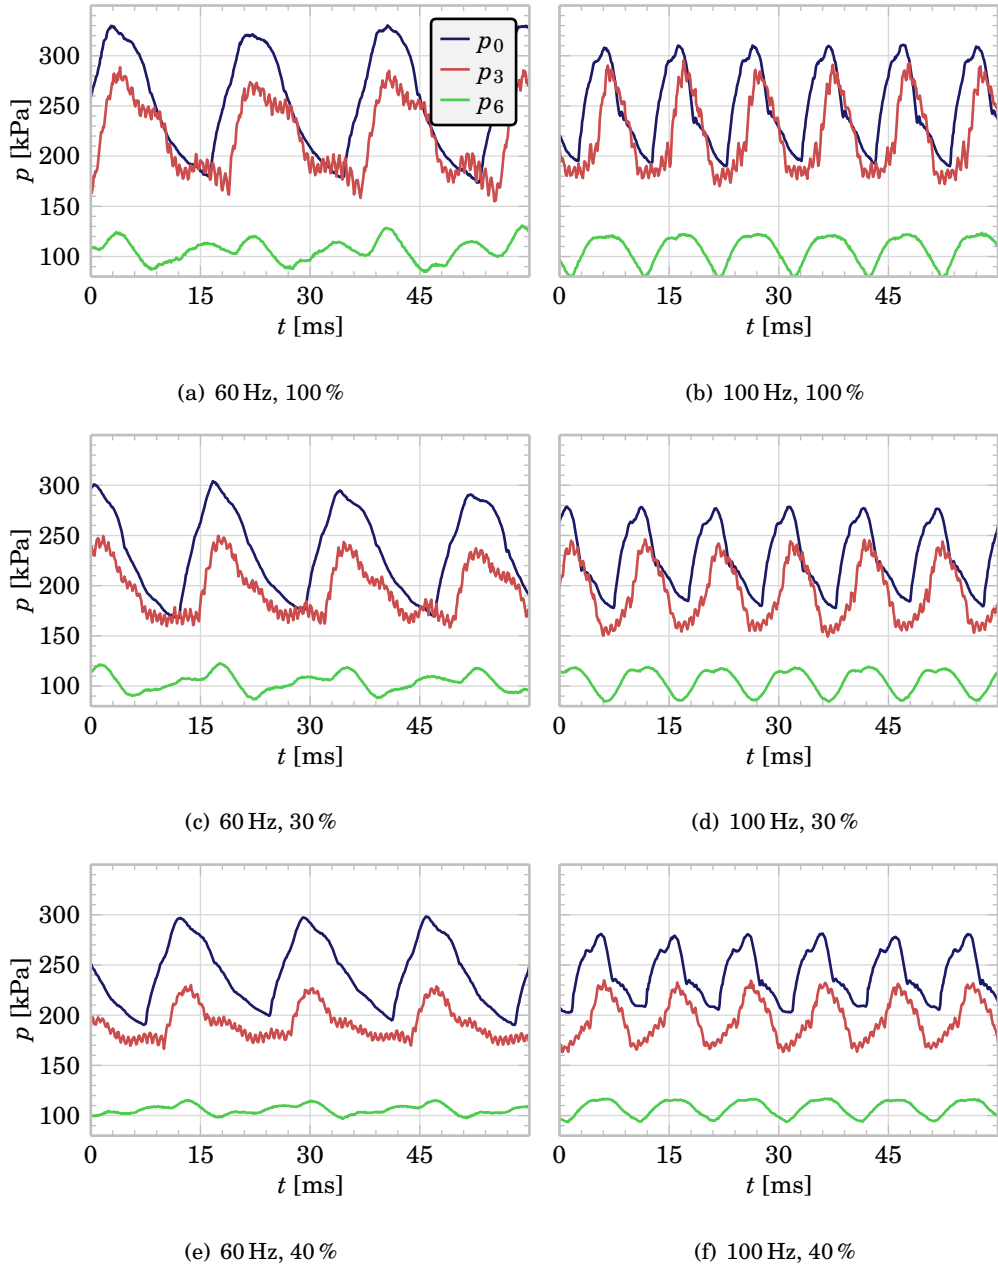 300
250
200
150
100
p [kPa]
p0
p3
p6
0 15 30 45
t [ms]
0 15 30 45
t [ms]
(a) 60 Hz, 100 %
(b) 100 Hz, 100 %
300
250
200
150
100
p [kPa]
0 15 30 45
t [ms]
0 15 30 45
t [ms]
(c) 60 Hz, 30 %
(d) 100 Hz, 30 %
300
250
200
150
100
p [kPa]
0 15 30 45
t [ms]
0 15 30 45
t [ms]
(e) 60 Hz, 40 %
(f) 100 Hz, 40 %